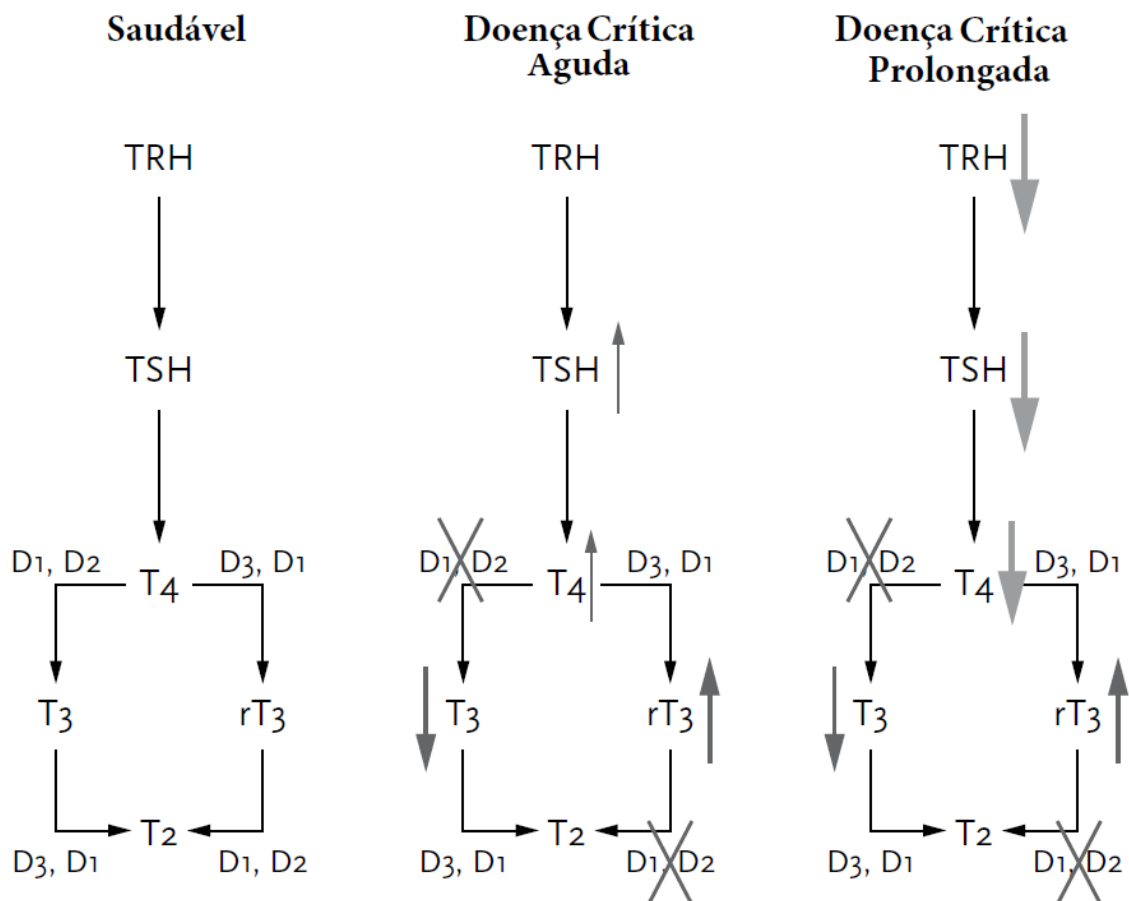 Saudável
Doença Crítica
Aguda
Doença Crítica
Prolongada
TRH
TRH
TRH
TSH
TSH
TSH
D1, D2
D3, D1
D1, D2
D3, D1
D1, D2
D3, D1
T4
T4
T4
T3
rT3
T3
rT3
T3
rT3
T2
T2
T2
D3, D1
D1, D2
D3, D1
D1, D2
D3, D1
D1, D2